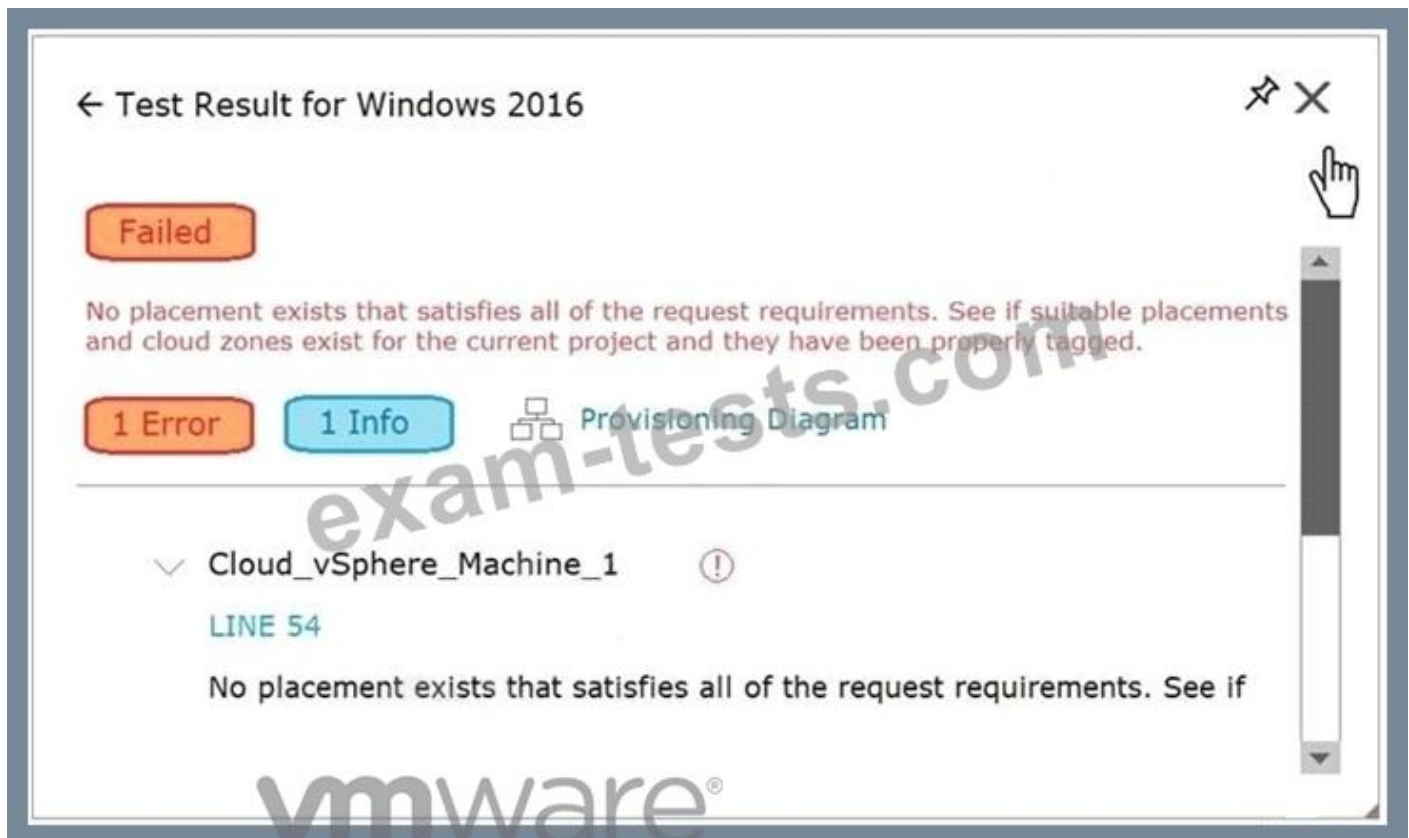 ← Test Result for Windows 2016
Failed
No placement exists that satisfies all of the request requirements. See if suitable placements
and cloud zones exist for the current project and they have been properly tagged.
1 Error 1 Info Provisioning Diagram
exam-tests.com
Cloud_vSphere_Machine_1
LINE 54
No placement exists that satisfies all of the request requirements. See if
vmware®